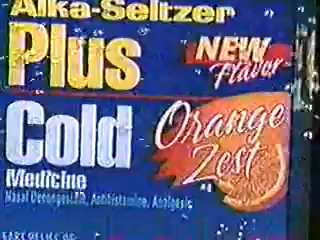 Alka-Seltzer
Plus
NEW
Flavor
Cold
Orange
Zest
Medicine
Nasal Decongestant, Antihistamine, Analgesic